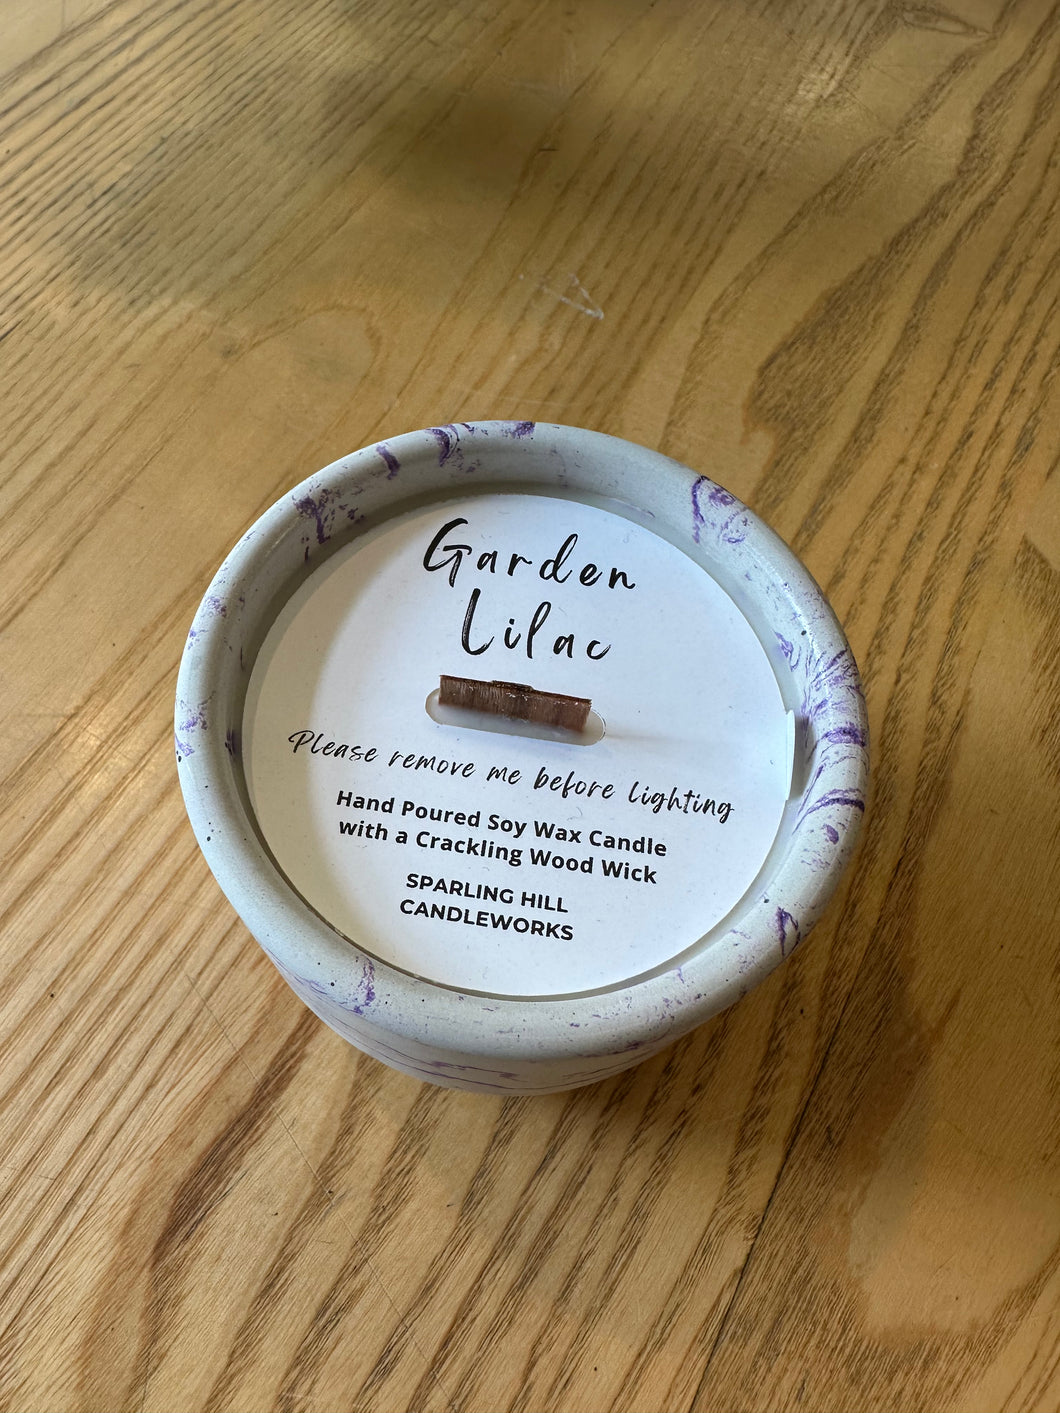 Garden
Lilac
Please remove me before lighting
Hand Poured Soy Wax Candle
with a Crackling Wood Wick
SPARLING HILL
CANDLEWORKS